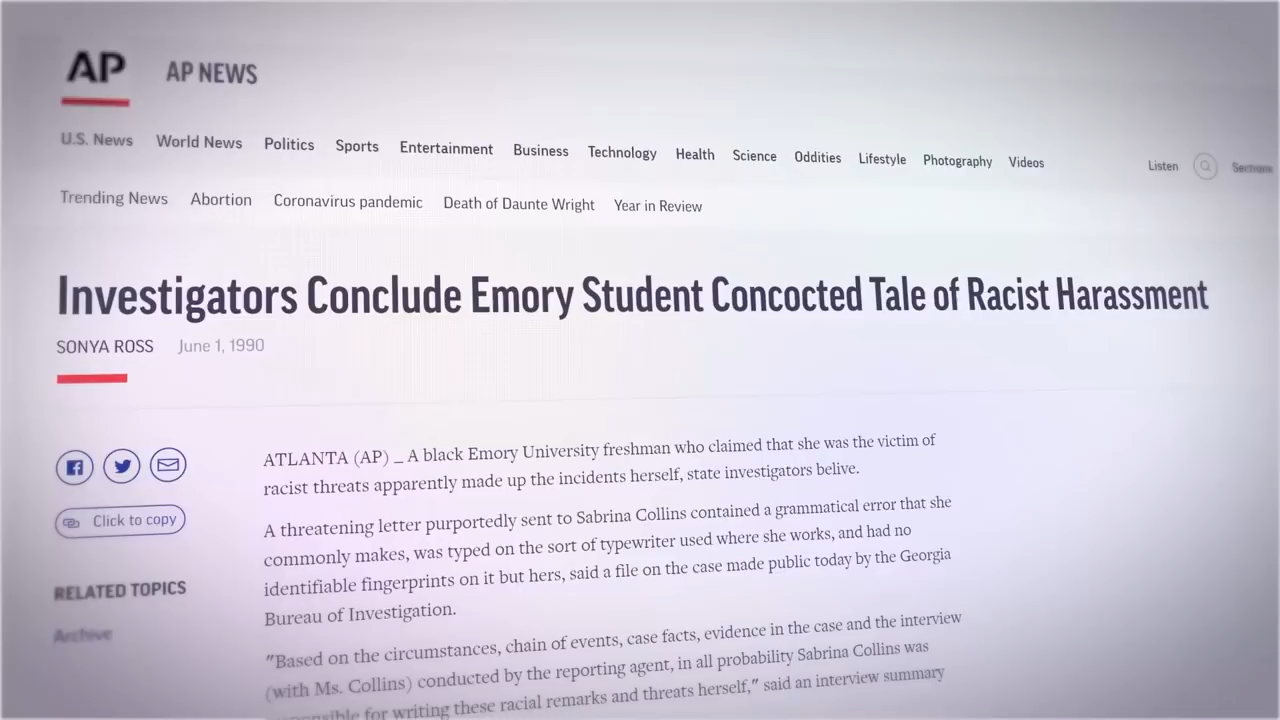 AP AP NEWS
U.S. News World News Politics Sports Entertainment Business Technology Health Science Oddities Lifestyle Photography Videos Listen Sections
Trending News Abortion Coronavirus pandemic Death of Daunte Wright Year in Review
Investigators Conclude Emory Student Concocted Tale of Racist Harassment
SONYA ROSS June 1, 1990
ATLANTA (AP) _ A black Emory University freshman who claimed that she was the victim of
racist threats apparently made up the incidents herself, state investigators belive.
Click to copy
A threatening letter purportedly sent to Sabrina Collins contained a grammatical error that she
commonly makes, was typed on the sort of typewriter used where she works, and had no
identifiable fingerprints on it but hers, said a file on the case made public today by the Georgia
Bureau of Investigation.
RELATED TOPICS
Archive
"Based on the circumstances, chain of events, case facts, evidence in the case and the interview
(with Ms. Collins) conducted by the reporting agent, in all probability Sabrina Collins was
responsible for writing these racial remarks and threats herself," said an interview summary